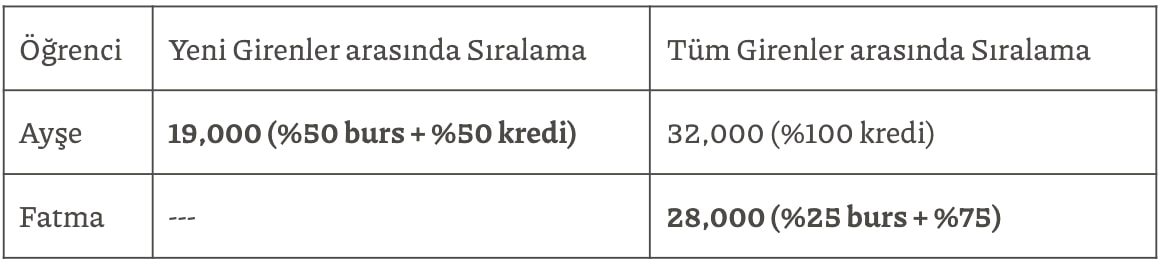 Öğrenci Yeni Girenler arasında Sıralama Tüm Girenler arasında Sıralama
Ayşe 19,000 (%50 burs + %50 kredi) 32,000 (%100 kredi)
Fatma --- 28,000 (%25 burs + %75)